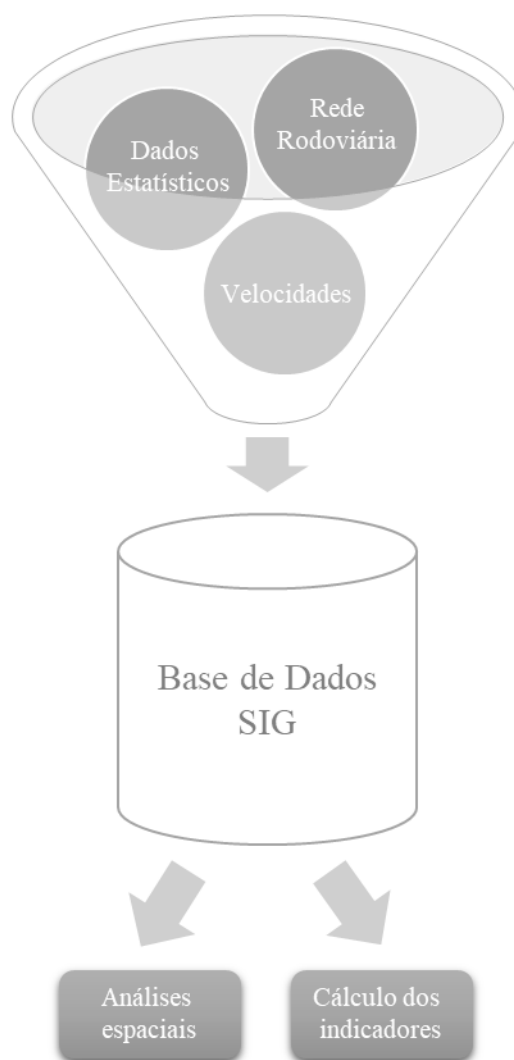 Rede
Rodoviária
Dados
Estatísticos
Velocidades
Base de Dados
SIG
Análises
espaciais
Cálculo dos
indicadores